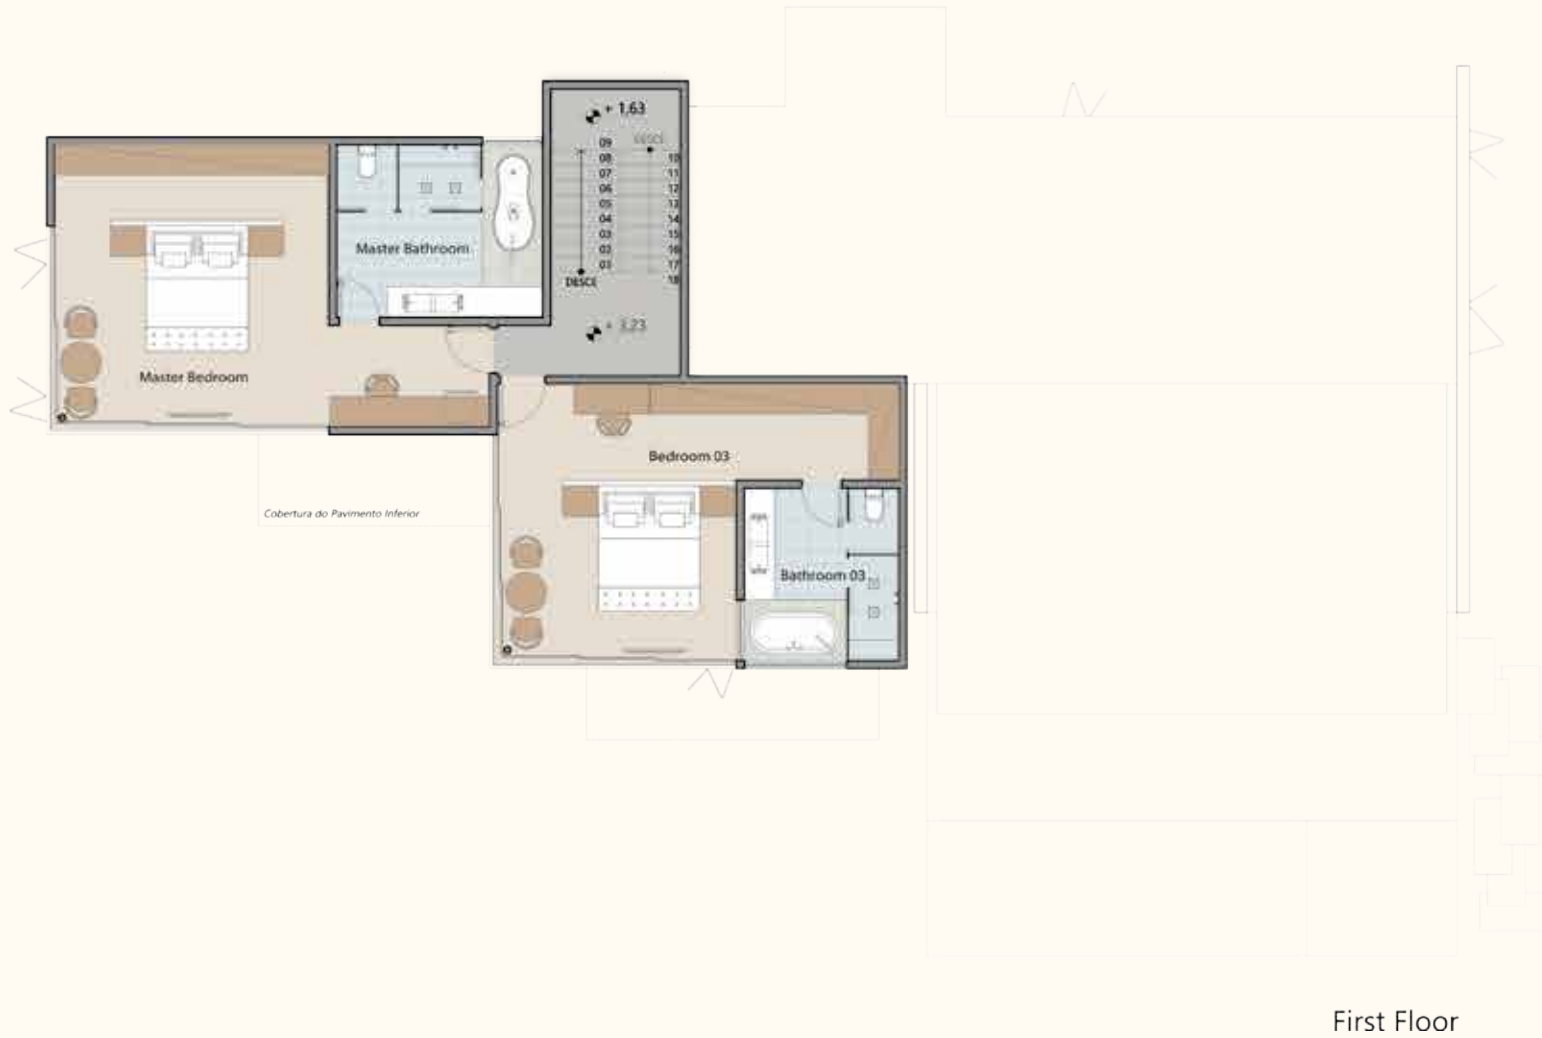 + 1.63
09
DESCE
08
10
07
11
06
12
05
13
04
14
03
15
02
16
01
17
DESCE
18
Master Bathroom
+ 3.23
Master Bedroom
Bedroom 03
Cobertura do Pavimento Inferior
Bathroom 03
First Floor